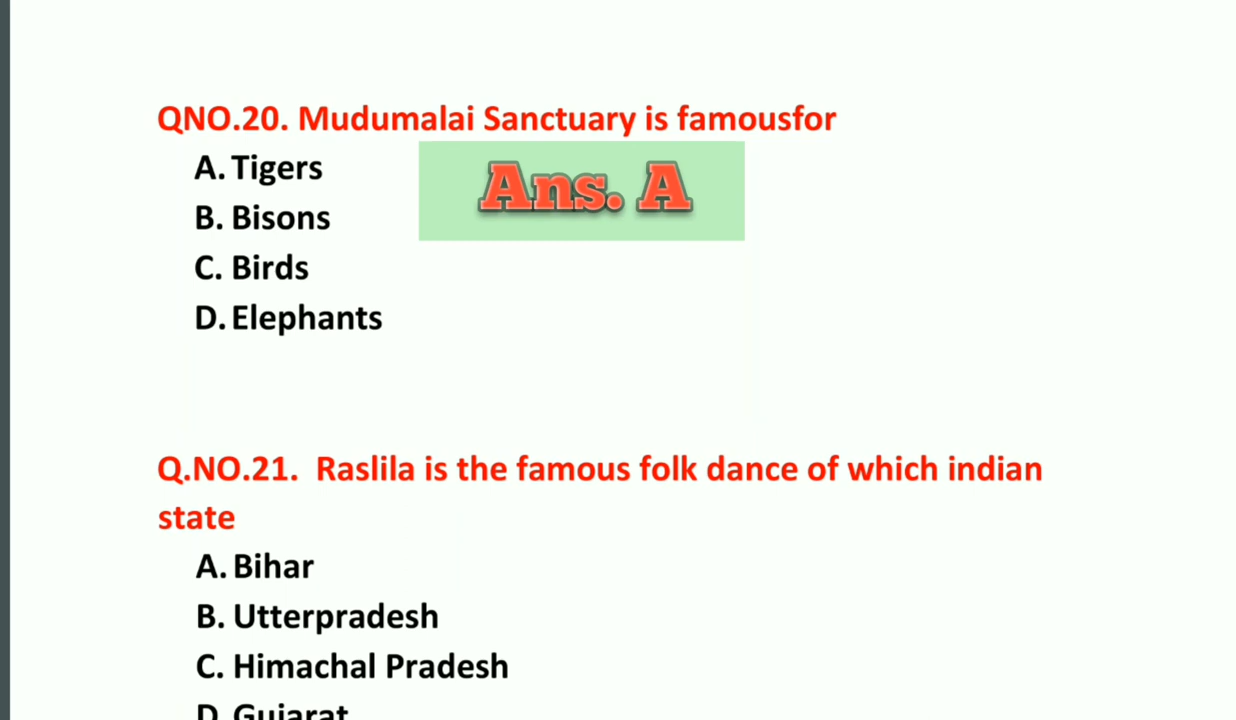 QNO.20. Mudumalai Sanctuary is famousfor
A. Tigers
Ans. A
B. Bisons
C. Birds
D. Elephants
Q.NO.21. Raslila is the famous folk dance of which indian
state
A. Bihar
B. Utterpradesh
C. Himachal Pradesh
D. Gujarat